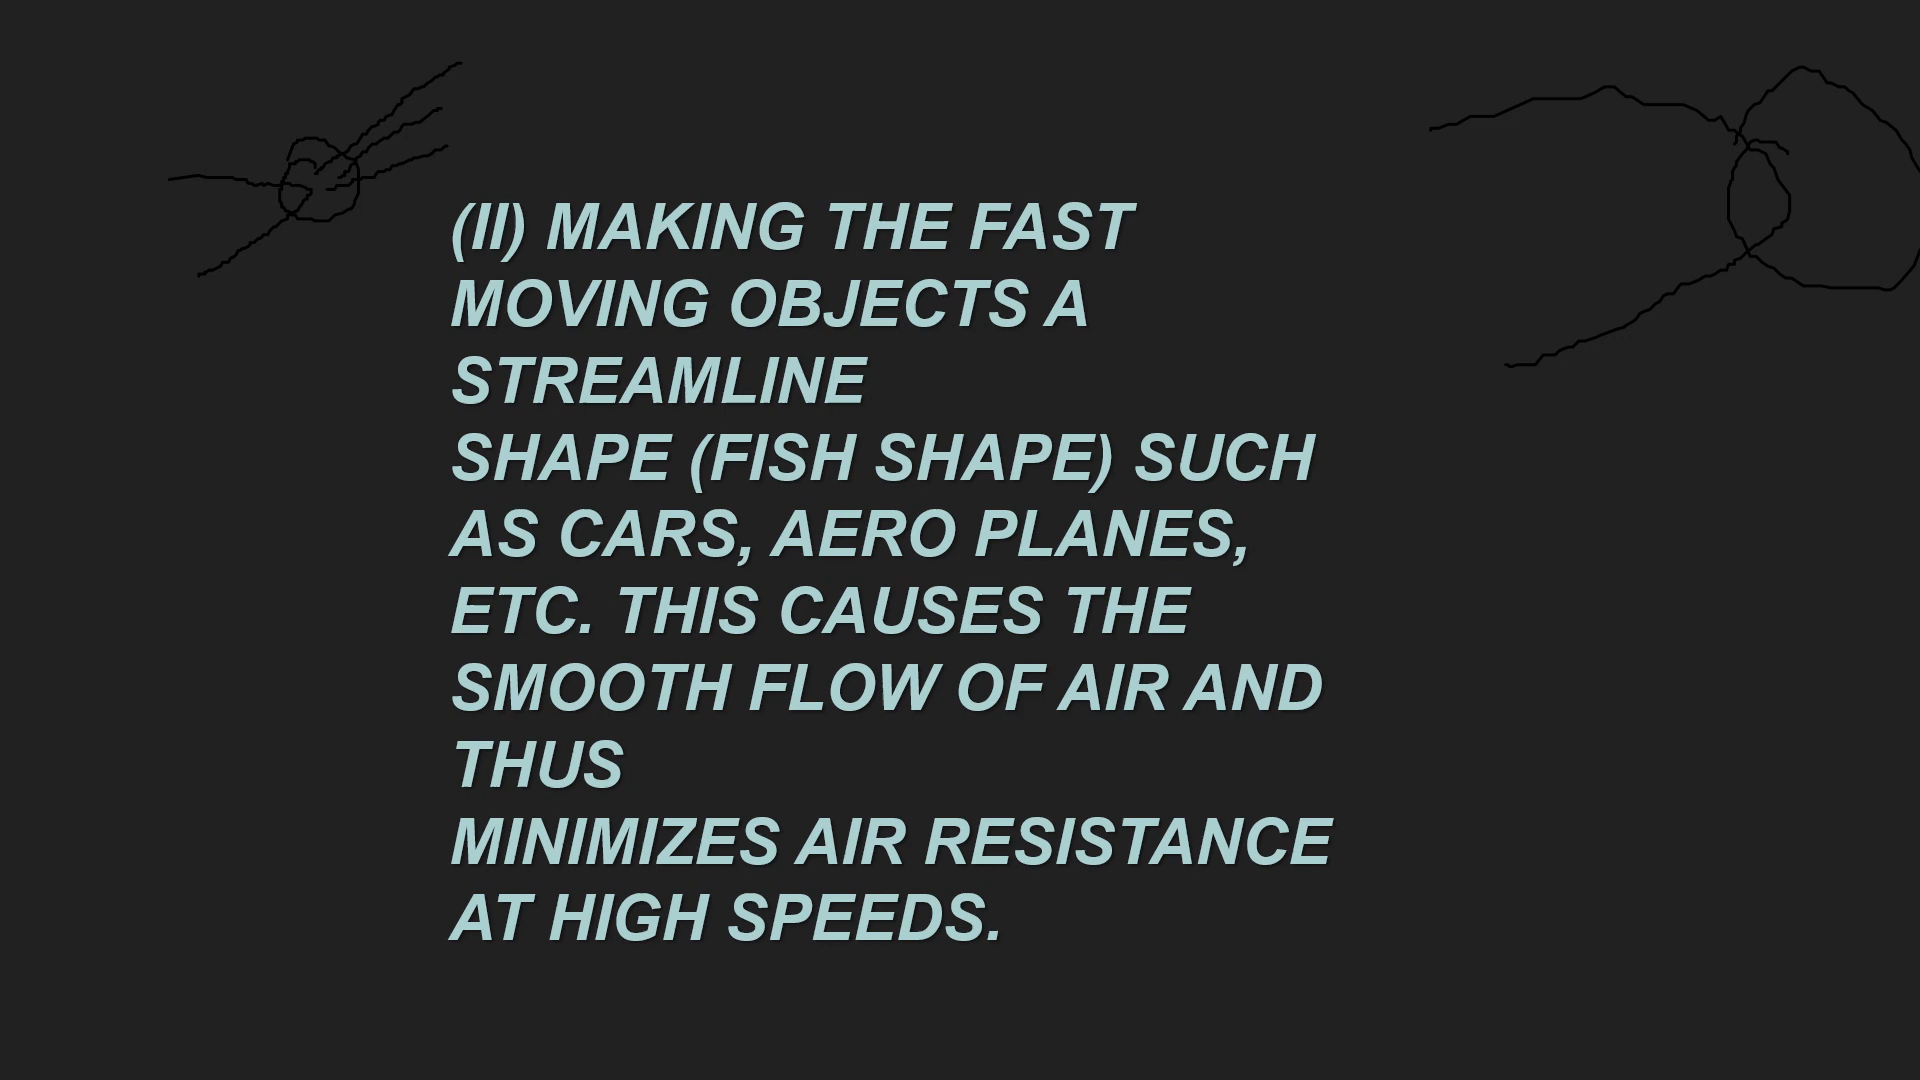 (II) MAKING THE FAST
MOVING OBJECTS A
STREAMLINE
SHAPE (FISH SHAPE) SUCH
AS CARS, AERO PLANES,
ETC. THIS CAUSES THE
SMOOTH FLOW OF AIR AND
THUS
MINIMIZES AIR RESISTANCE
AT HIGH SPEEDS.